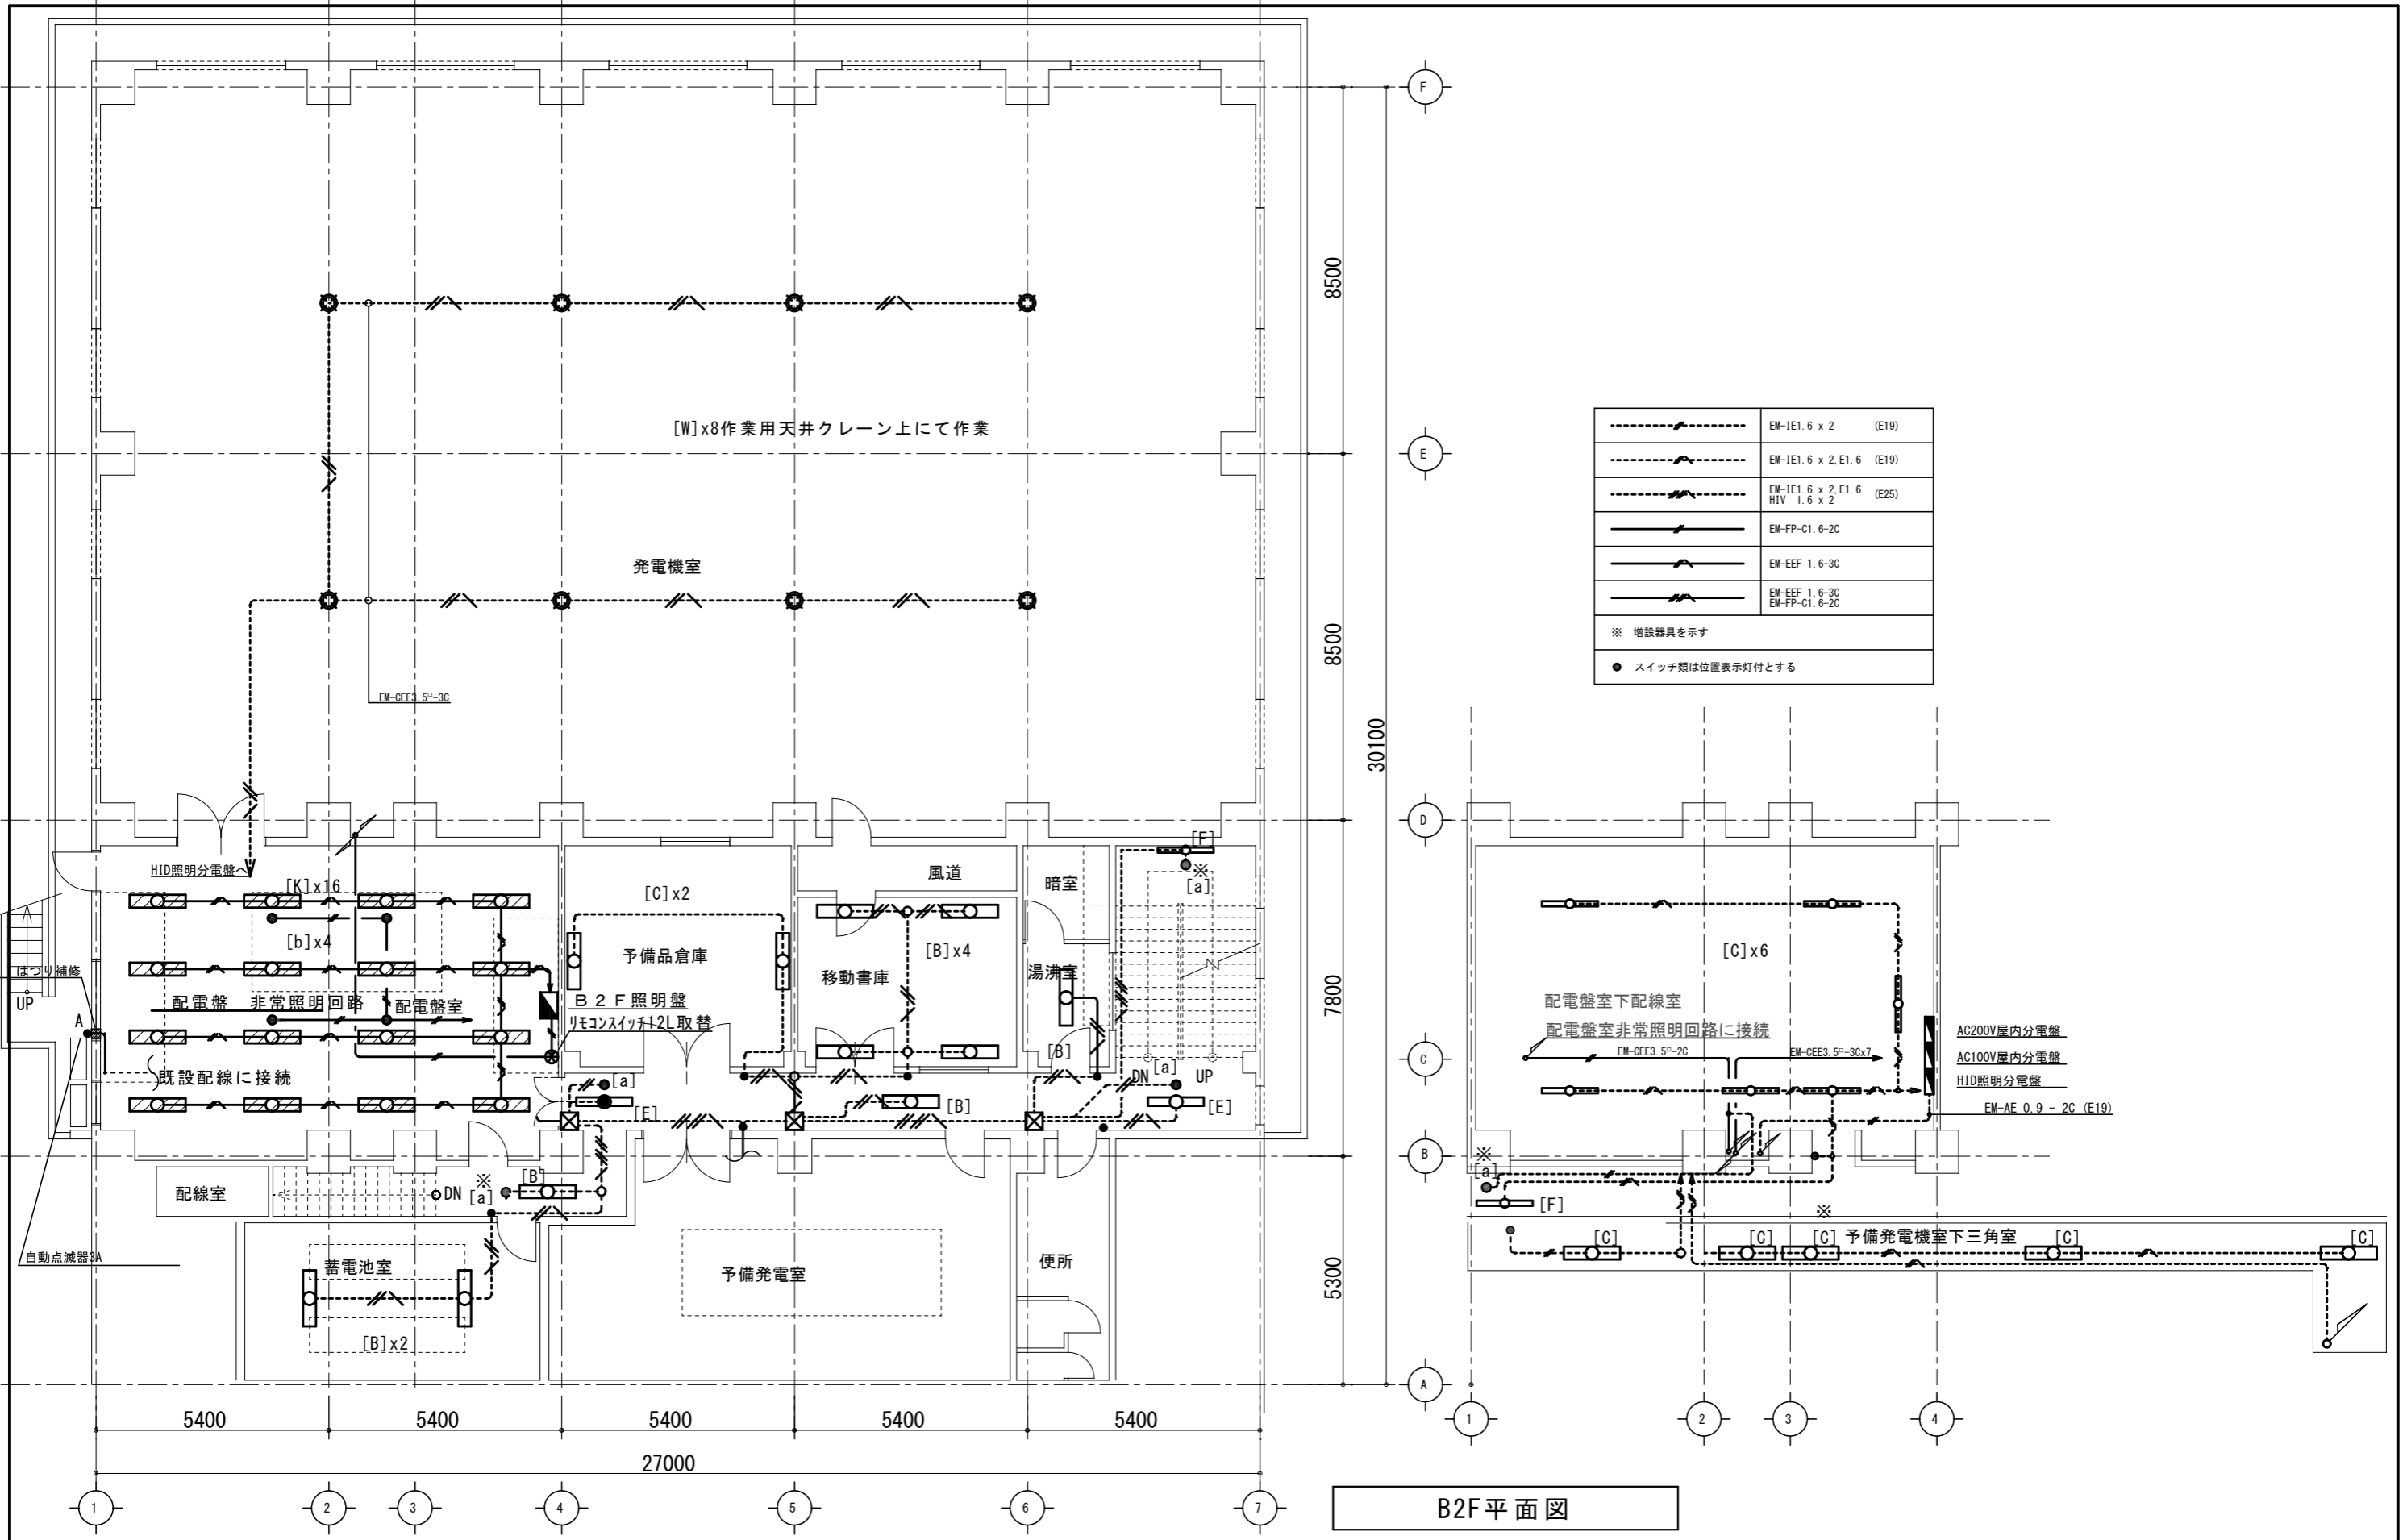 F
8500
[W]x8作業用天井クレーン上にて作業
E
発電機室
8500
EM-CEE3.5□-3C
30100
EM-IE1.6 x 2 (E19)
EM-IE1.6 x 2,E1.6 (E19)
EM-IE1.6 x 2,E1.6 (E25)
HIV 1.6 x 2
EM-FP-C1.6-2C
EM-EEF 1.6-3C
EM-EEF 1.6-3C
EM-FP-C1.6-2C
※ 増設器具を示す
● スイッチ類は位置表示灯付とする
D
HID照明分電盤へ
[K]x16
[C]x2
風道
暗室
[F]
※
[a]
[b]x4
予備品倉庫
[B]x4
移動書庫
湯沸室
はつり補修
UP
配電盤 非常照明回路
配電盤室
B2F照明盤
リモコンスイッチ12L取替
A
7800
[B]
既設配線に接続
[a]
[E]
[B]
DN
[a]
UP
[E]
C
[C]x6
配電盤室下配線室
配電盤室非常照明回路に接続
EM-CEE3.5□-2C
EM-CEE3.5□-3Cx7
AC200V屋内分電盤
AC100V屋内分電盤
HID照明分電盤
EM-AE 0.9 - 2C (E19)
B
※
[a]
[F]
配線室
DN
※
[a]
[B]
自動点滅器3A
蓄電池室
[B]x2
予備発電室
便所
5300
※
[C]
[C]
[C]
予備発電機室下三角室
[C]
[C]
A
5400
5400
5400
5400
5400
27000
1
2
3
4
5
6
7
1
2
3
4
B2F平面図